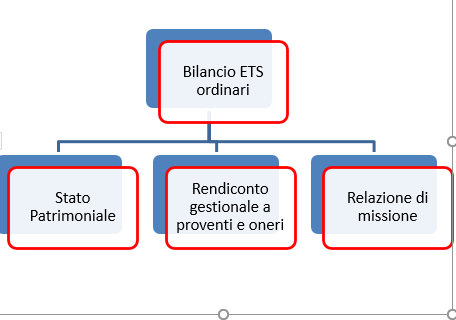 Bilancio ETS
ordinari
Stato
Patrimoniale
Rendiconto
gestionale a
proventi e oneri
Relazione di
missione